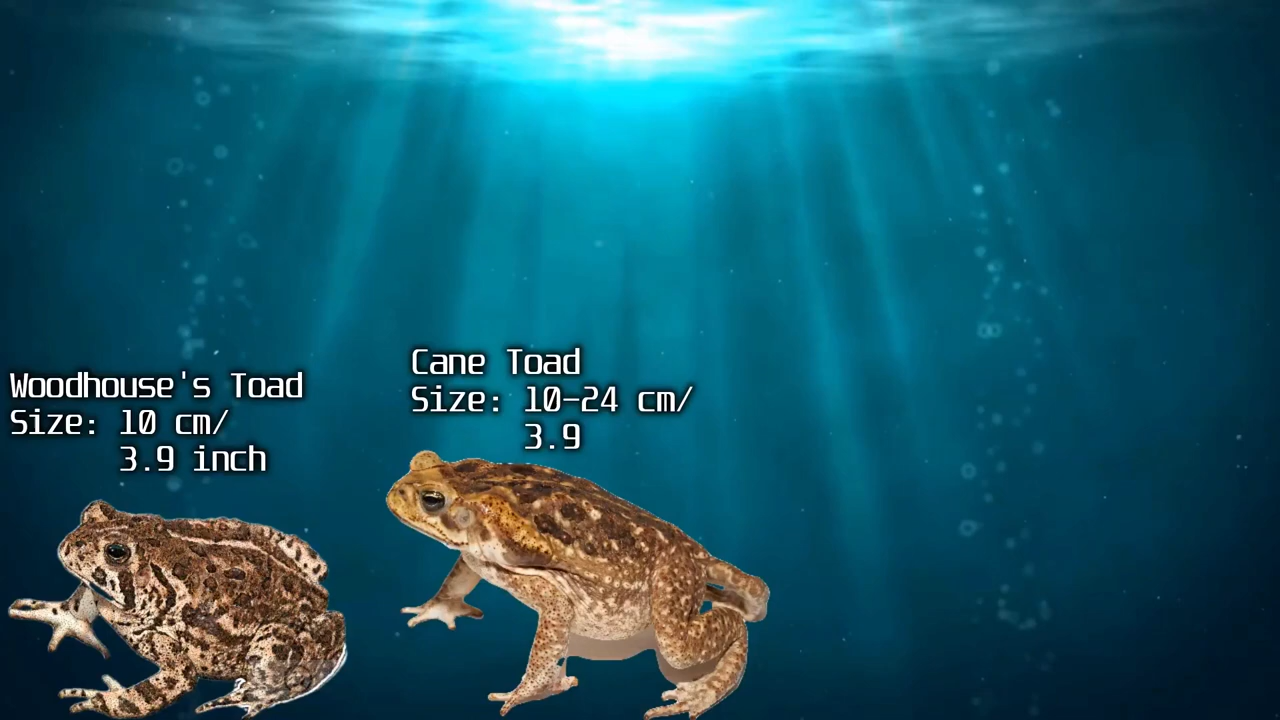 Woodhouse's Toad
Size: 10 cm/
3.9 inch
Cane Toad
Size: 10-24 cm/
3.9